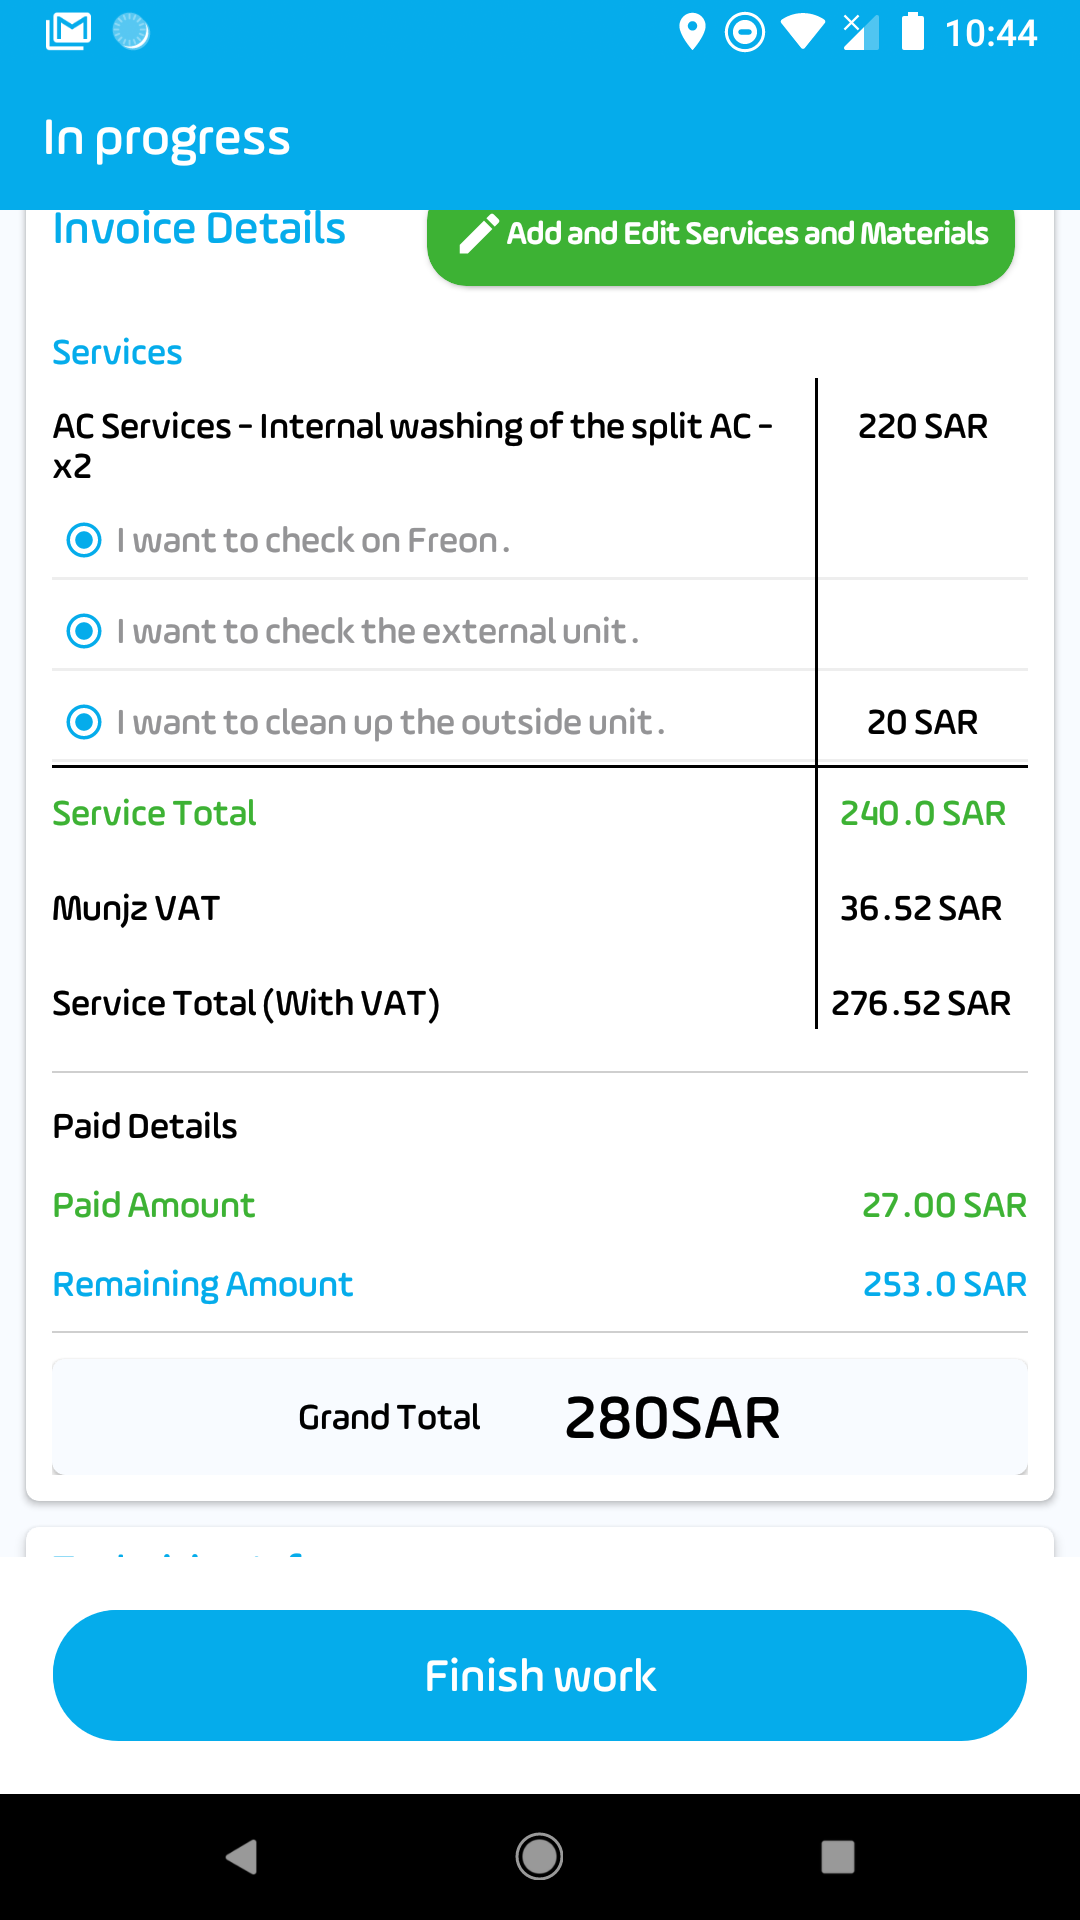 10:44
In progress
Invoice Details
Add and Edit Services and Materials
Services
AC Services - Internal washing of the split AC - 220 SAR
x2
I want to check on Freon.
I want to check the external unit.
I want to clean up the outside unit. 20 SAR
Service Total 240.0 SAR
Munjz VAT 36.52 SAR
Service Total (With VAT) 276.52 SAR
Paid Details
Paid Amount 27.00 SAR
Remaining Amount 253.0 SAR
Grand Total 280SAR
Finish work